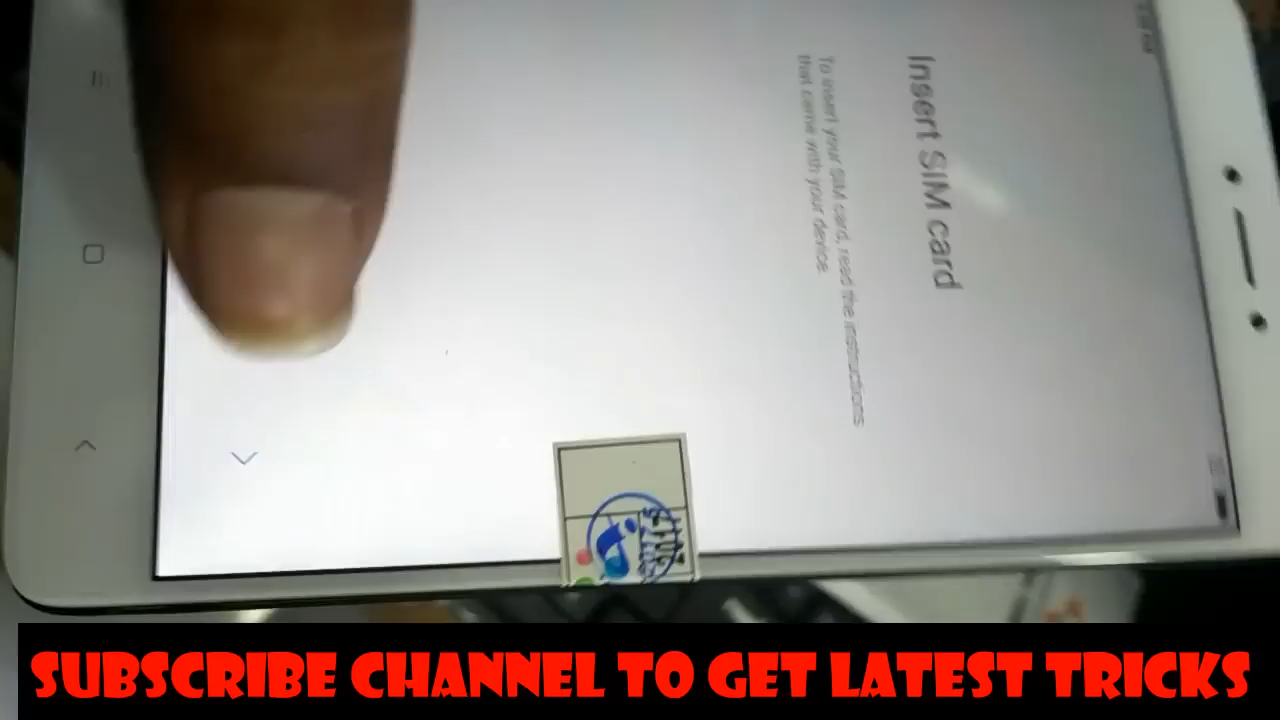 Insert SIM card
To insert your SIM card, read the instructions
that came with your device.
SUBSCRIBE CHANNEL TO GET LATEST TRICKS